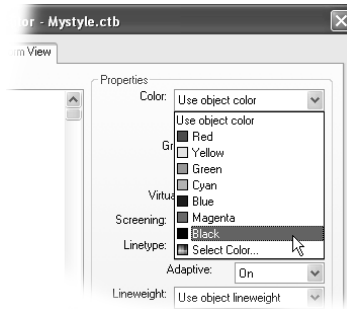 or - Mystyle.ctb
m View
Properties
Color: Use object color
Use object color
Red
Gr
Yellow
Green
Cyan
Virtua
Blue
Screening: Magenta
Black
Linetype: Select Color...
Adaptive: On
Lineweight: Use object lineweight